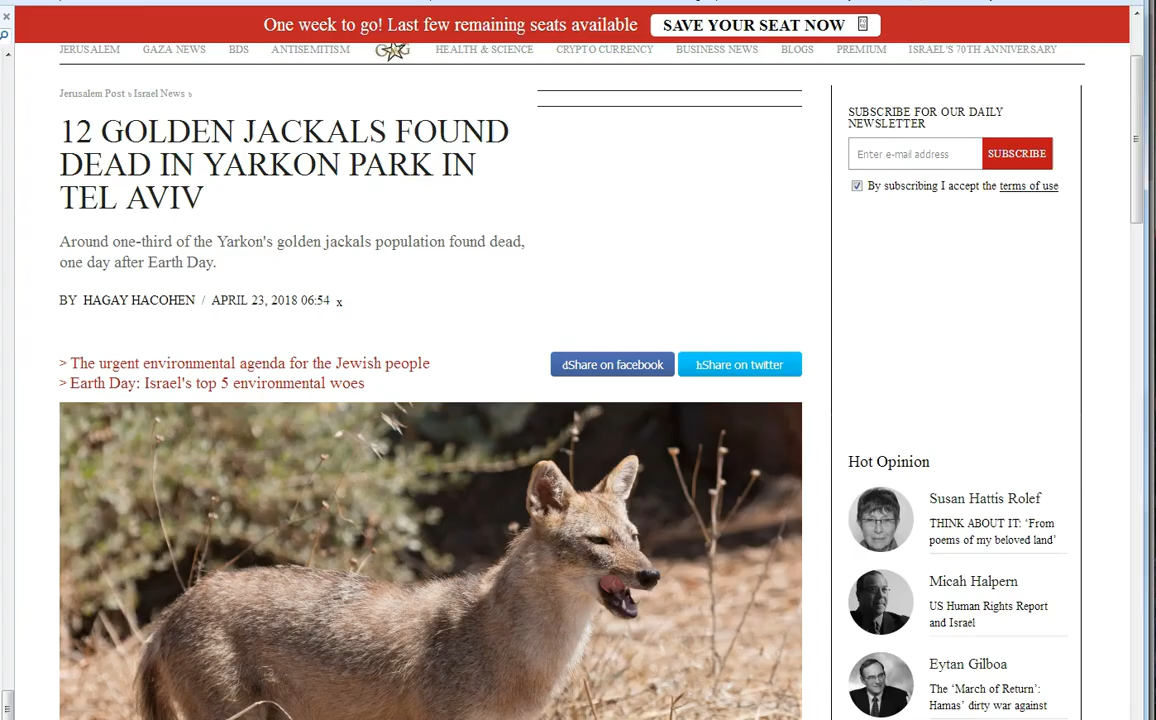 One week to go! Last few remaining seats available SAVE YOUR SEAT NOW
JERUSALEM GAZA NEWS BDS ANTISEMITISM HEALTH & SCIENCE CRYPTO CURRENCY BUSINESS NEWS BLOGS PREMIUM ISRAEL'S 70TH ANNIVERSARY
Jerusalem Post Israel News
12 GOLDEN JACKALS FOUND
DEAD IN YARKON PARK IN
TEL AVIV
Around one-third of the Yarkon's golden jackals population found dead,
one day after Earth Day.
BY HAGAY HACOHEN / APRIL 23, 2018 06:54 x
> The urgent environmental agenda for the Jewish people
> Earth Day: Israel's top 5 environmental woes
dShare on facebook hShare on twitter
SUBSCRIBE FOR OUR DAILY
NEWSLETTER
Enter e-mail address SUBSCRIBE
By subscribing I accept the terms of use
Hot Opinion
Susan Hattis Rolef
THINK ABOUT IT: ‘From
poems of my beloved land’
Micah Halpern
US Human Rights Report
and Israel
Eytan Gilboa
The ‘March of Return’:
Hamas’ dirty war against